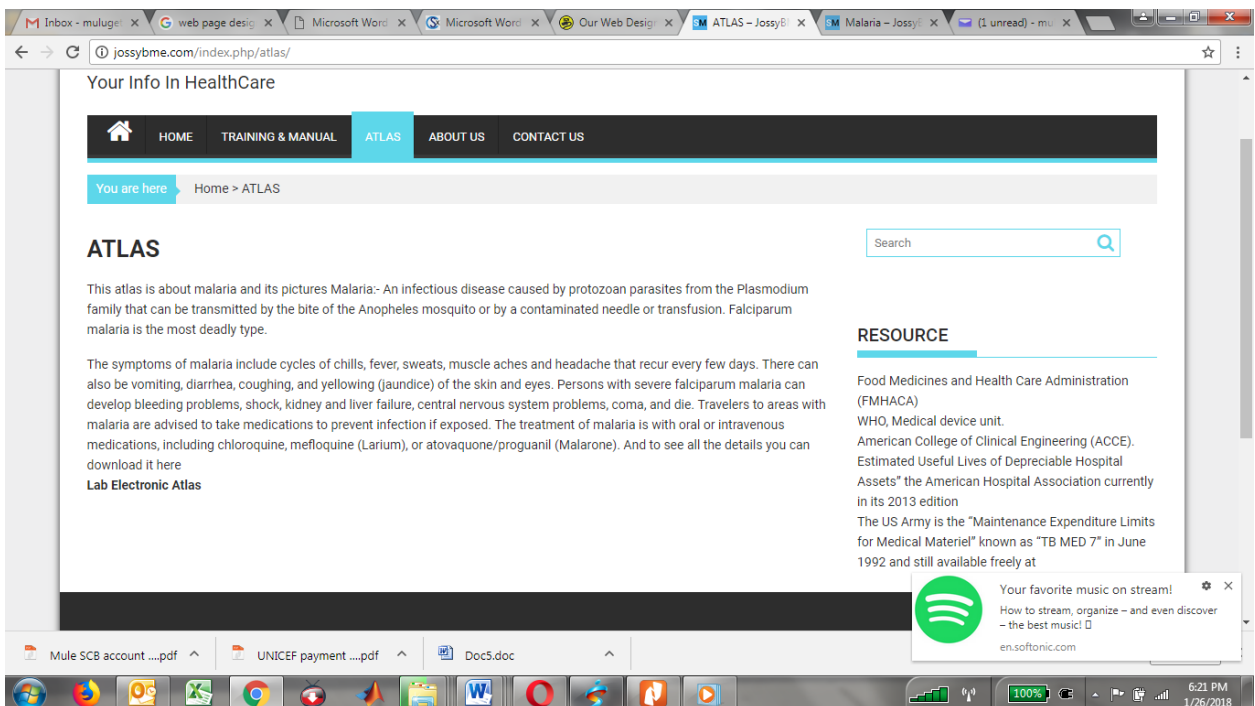 Inbox - muluget
web page desig
Microsoft Word
Microsoft Word
Our Web Design
ATLAS – JossyB
Malaria – JossyE
(1 unread) - mu
jossybme.com/index.php/atlas/
Your Info In HealthCare
HOME TRAINING & MANUAL ATLAS ABOUT US CONTACT US
You are here Home > ATLAS
ATLAS
This atlas is about malaria and its pictures Malaria:- An infectious disease caused by protozoan parasites from the Plasmodium
family that can be transmitted by the bite of the Anopheles mosquito or by a contaminated needle or transfusion. Falciparum
malaria is the most deadly type.
The symptoms of malaria include cycles of chills, fever, sweats, muscle aches and headache that recur every few days. There can
also be vomiting, diarrhea, coughing, and yellowing (jaundice) of the skin and eyes. Persons with severe falciparum malaria can
develop bleeding problems, shock, kidney and liver failure, central nervous system problems, coma, and die. Travelers to areas with
malaria are advised to take medications to prevent infection if exposed. The treatment of malaria is with oral or intravenous
medications, including chloroquine, mefloquine (Larium), or atovaquone/proguanil (Malarone). And to see all the details you can
download it here
Lab Electronic Atlas
Search
RESOURCE
Food Medicines and Health Care Administration
(FMHACA)
WHO, Medical device unit.
American College of Clinical Engineering (ACCE).
Estimated Useful Lives of Depreciable Hospital
Assets” the American Hospital Association currently
in its 2013 edition
The US Army is the “Maintenance Expenditure Limits
for Medical Materiel” known as “TB MED 7” in June
1992 and still available freely at
Your favorite music on stream!
How to stream, organize – and even discover
– the best music!
en.softonic.com
Mule SCB account ....pdf
UNICEF payment ....pdf
Doc5.doc
100%
6:21 PM
1/26/2018